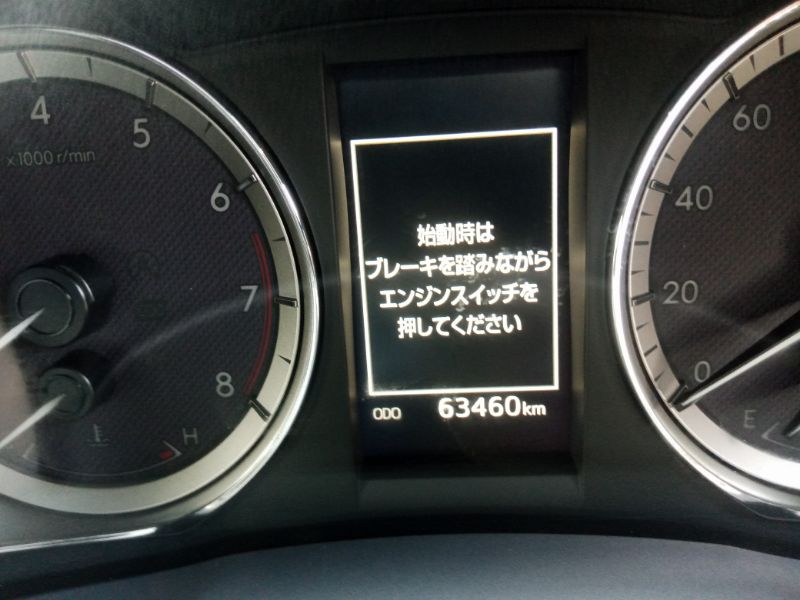 4
5
x1000 r/min
6
7
8
H
始動時は
ブレーキを踏みながら
エンジンスイッチを
押してください
ODO 63460km
60
40
20
0
E